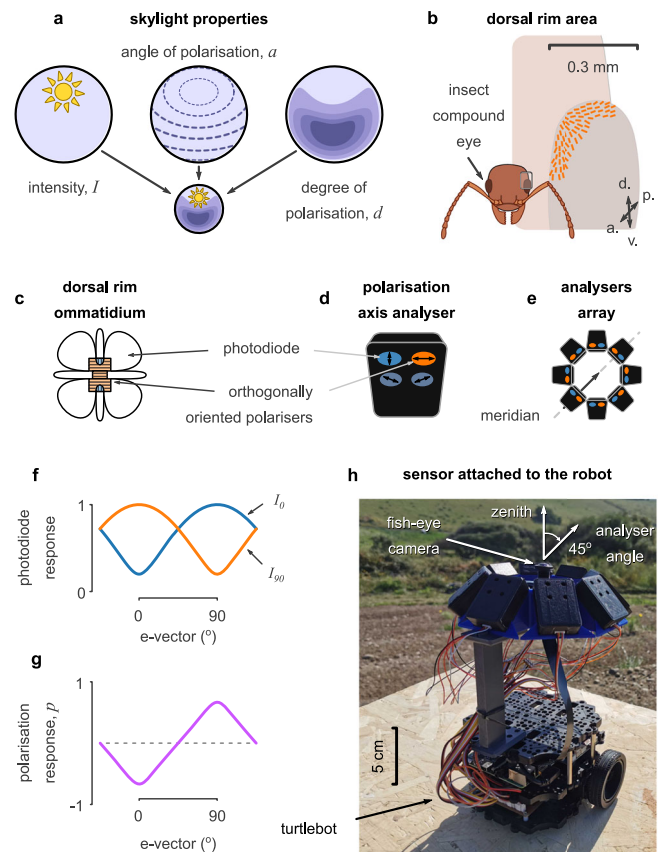 a
skylight properties
angle of polarisation, a
intensity, I
degree of
polarisation, d
b
dorsal rim area
0.3 mm
insect
compound
eye
d.
p.
a.
v.
c
dorsal rim
ommatidium
d
polarisation
axis analyser
e
analysers
array
photodiode
orthogonally
oriented polarisers
meridian
f
1
0
photodiode
response
I0
I90
0
90
e-vector (º)
g
1
-1
polarisation
response, p
0
90
e-vector (º)
h
sensor attached to the robot
zenith
fish-eye
camera
analyser
angle
45º
5 cm
turtlebot